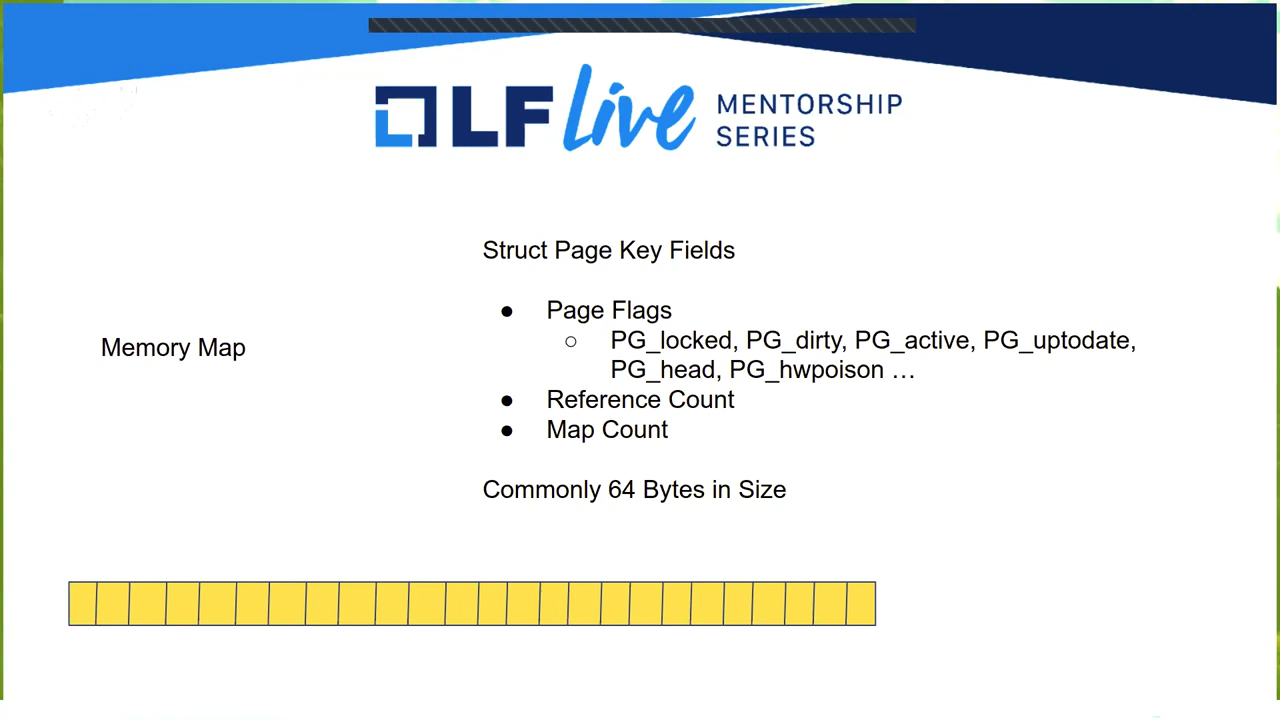 LF Live MENTORSHIP
SERIES
Struct Page Key Fields
● Page Flags
○ PG_locked, PG_dirty, PG_active, PG_uptodate,
PG_head, PG_hwpoison …
Memory Map
● Reference Count
● Map Count
Commonly 64 Bytes in Size